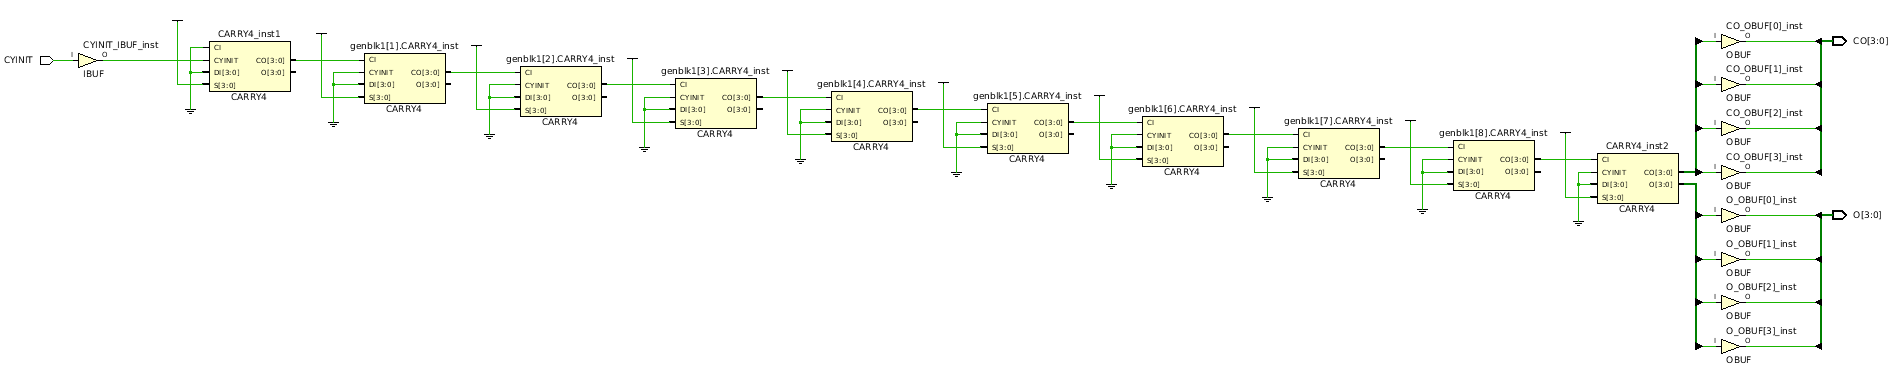 CYINIT
CYINIT_IBUF_inst
I
O
IBUF
CARRY4_inst1
CI
CYINIT
DI[3:0]
S[3:0]
CO[3:0]
O[3:0]
CARRY4
genblk1[1].CARRY4_inst
CI
CYINIT
DI[3:0]
S[3:0]
CO[3:0]
O[3:0]
CARRY4
genblk1[2].CARRY4_inst
CI
CYINIT
DI[3:0]
S[3:0]
CO[3:0]
O[3:0]
CARRY4
genblk1[3].CARRY4_inst
CI
CYINIT
DI[3:0]
S[3:0]
CO[3:0]
O[3:0]
CARRY4
genblk1[4].CARRY4_inst
CI
CYINIT
DI[3:0]
S[3:0]
CO[3:0]
O[3:0]
CARRY4
genblk1[5].CARRY4_inst
CI
CYINIT
DI[3:0]
S[3:0]
CO[3:0]
O[3:0]
CARRY4
genblk1[6].CARRY4_inst
CI
CYINIT
DI[3:0]
S[3:0]
CO[3:0]
O[3:0]
CARRY4
genblk1[7].CARRY4_inst
CI
CYINIT
DI[3:0]
S[3:0]
CO[3:0]
O[3:0]
CARRY4
genblk1[8].CARRY4_inst
CI
CYINIT
DI[3:0]
S[3:0]
CO[3:0]
O[3:0]
CARRY4
CARRY4_inst2
CI
CYINIT
DI[3:0]
S[3:0]
CO[3:0]
O[3:0]
CARRY4
CO_OBUF[0]_inst
I
O
OBUF
CO_OBUF[1]_inst
I
O
OBUF
CO_OBUF[2]_inst
I
O
OBUF
CO_OBUF[3]_inst
I
O
OBUF
O_OBUF[0]_inst
I
O
OBUF
O_OBUF[1]_inst
I
O
OBUF
O_OBUF[2]_inst
I
O
OBUF
O_OBUF[3]_inst
I
O
OBUF
CO[3:0]
O[3:0]